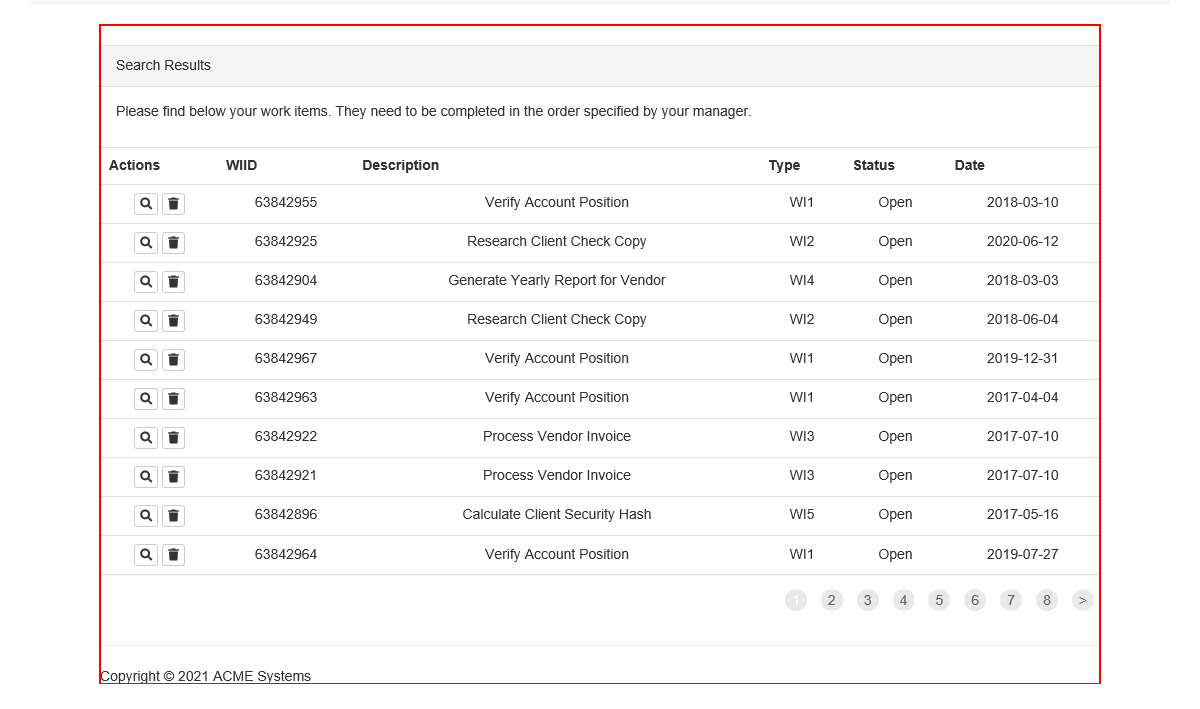 Search Results
Please find below your work items. They need to be completed in the order specified by your manager.
Actions WIID Description Type Status Date
63842955 Verify Account Position WI1 Open 2018-03-10
63842925 Research Client Check Copy WI2 Open 2020-06-12
63842904 Generate Yearly Report for Vendor WI4 Open 2018-03-03
63842949 Research Client Check Copy WI2 Open 2018-06-04
63842967 Verify Account Position WI1 Open 2019-12-31
63842963 Verify Account Position WI1 Open 2017-04-04
63842922 Process Vendor Invoice WI3 Open 2017-07-10
63842921 Process Vendor Invoice WI3 Open 2017-07-10
63842896 Calculate Client Security Hash WI5 Open 2017-05-16
63842964 Verify Account Position WI1 Open 2019-07-27
1 2 3 4 5 6 7 8 >
Copyright © 2021 ACME Systems